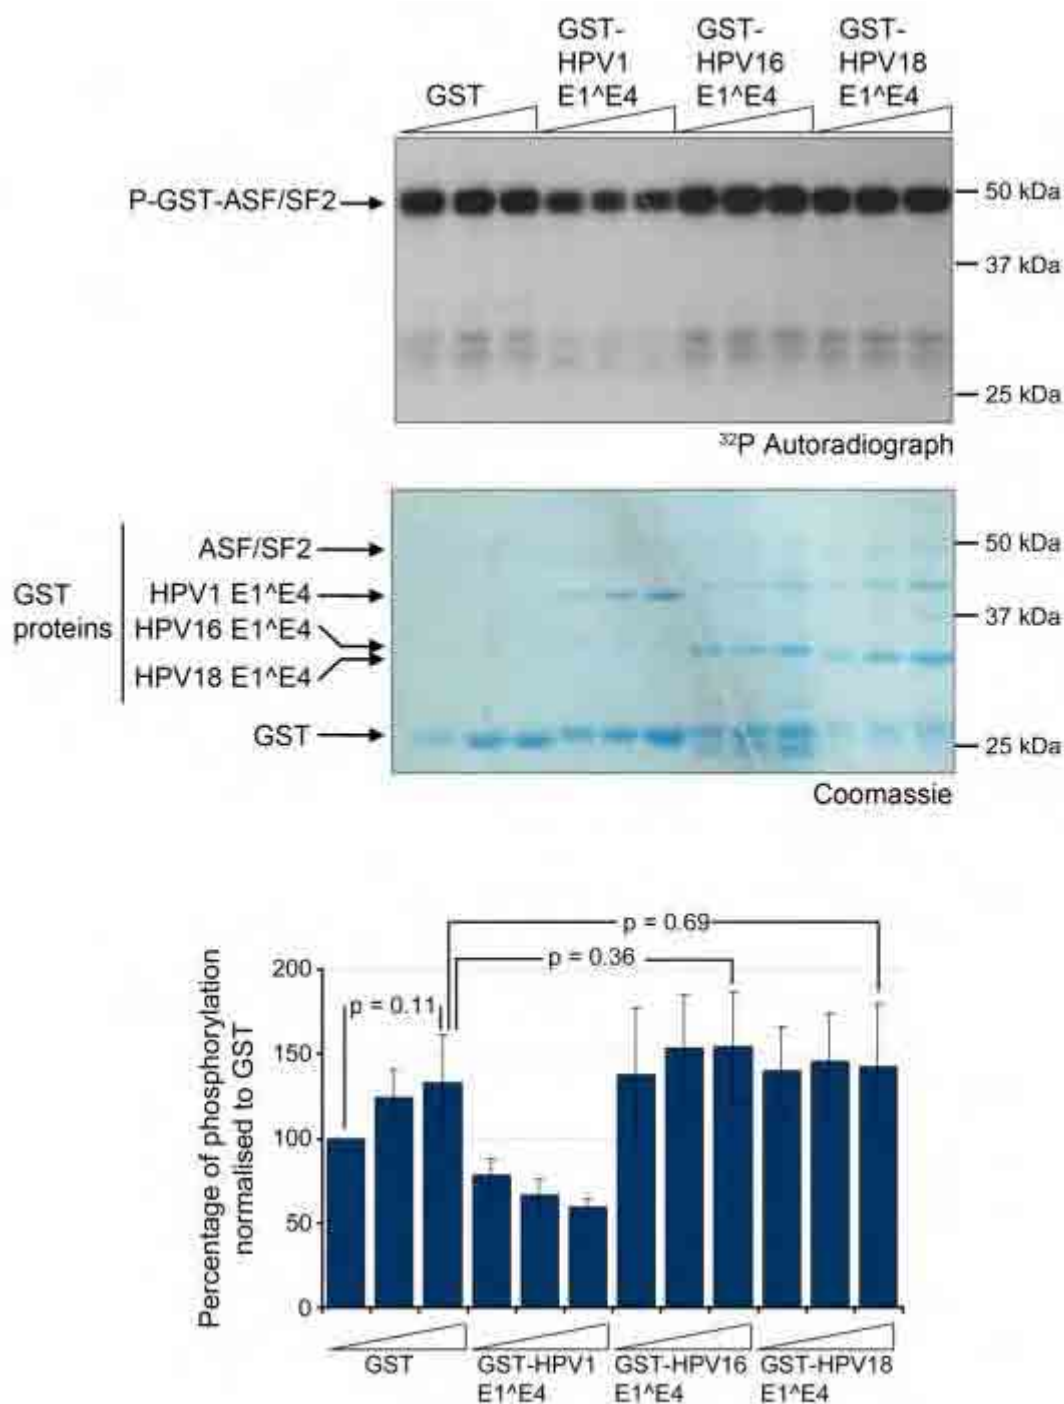 GST
GST-
HPV1
E1^E4
GST-
HPV16
E1^E4
GST-
HPV18
E1^E4
P-GST-ASF/SF2
50 kDa
37 kDa
25 kDa
³²P Autoradiograph
GST
proteins
ASF/SF2
HPV1 E1^E4
HPV16 E1^E4
HPV18 E1^E4
GST
50 kDa
37 kDa
25 kDa
Coomassie
Percentage of phosphorylation
normalised to GST
200
150
100
50
0
p = 0.69
p = 0.36
p = 0.11
GST
GST-HPV1
E1^E4
GST-HPV16
E1^E4
GST-HPV18
E1^E4